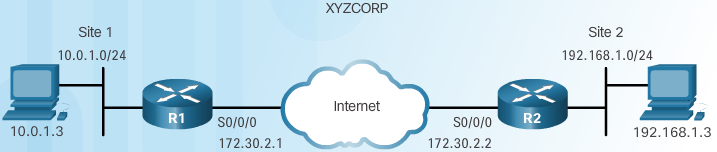 XYZCORP
Site 1
10.0.1.0/24
Site 2
192.168.1.0/24
R1
Internet
R2
S0/0/0
S0/0/0
10.0.1.3
172.30.2.1
172.30.2.2
192.168.1.3